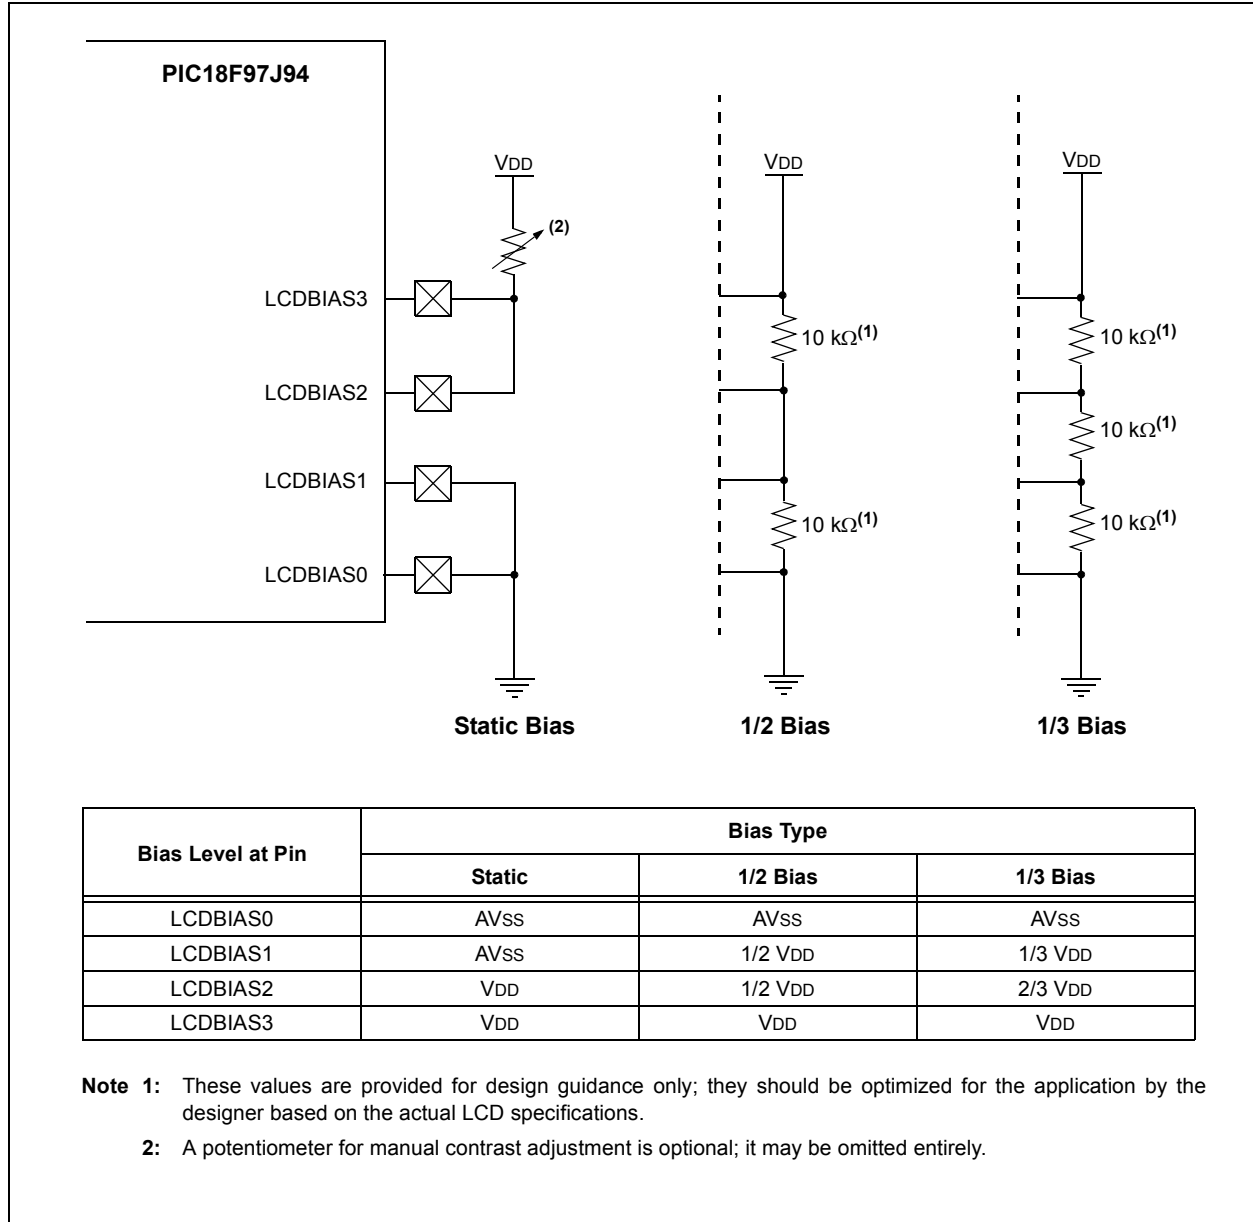 PIC18F97J94
VDD
VDD
VDD
(2)
LCDBIAS3
10 kΩ(1)
10 kΩ(1)
LCDBIAS2
10 kΩ(1)
LCDBIAS1
10 kΩ(1)
10 kΩ(1)
LCDBIAS0
Static Bias
1/2 Bias
1/3 Bias
Bias Level at Pin
Bias Type
Static
1/2 Bias
1/3 Bias
LCDBIAS0 AVSS AVSS AVSS
LCDBIAS1 AVSS 1/2 VDD 1/3 VDD
LCDBIAS2 VDD 1/2 VDD 2/3 VDD
LCDBIAS3 VDD VDD VDD
Note 1: These values are provided for design guidance only; they should be optimized for the application by the
designer based on the actual LCD specifications.
2: A potentiometer for manual contrast adjustment is optional; it may be omitted entirely.